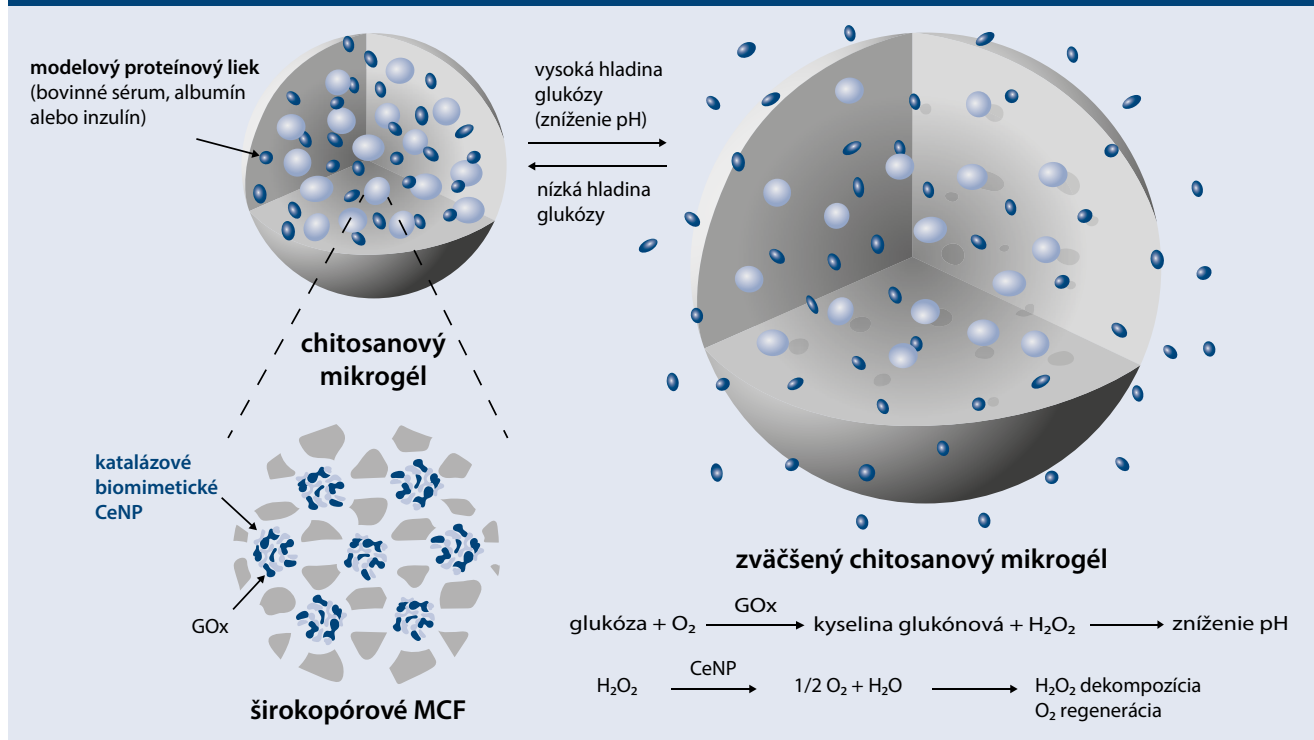 modelový proteínový liek
(bovinné sérum, albumín
alebo inzulín)
vysoká hladina
glukózy
(zníženie pH)
nízká hladina
glukózy
chitosanový
mikrogél
katalázové
biomimetické
CeNP
GOx
širokopórové MCF
zväčšený chitosanový mikrogél
glukóza + O₂ GOx kyselina glukónová + H₂O₂ zníženie pH
H₂O₂ CeNP 1/2 O₂ + H₂O H₂O₂ dekompozícia
O₂ regenerácia